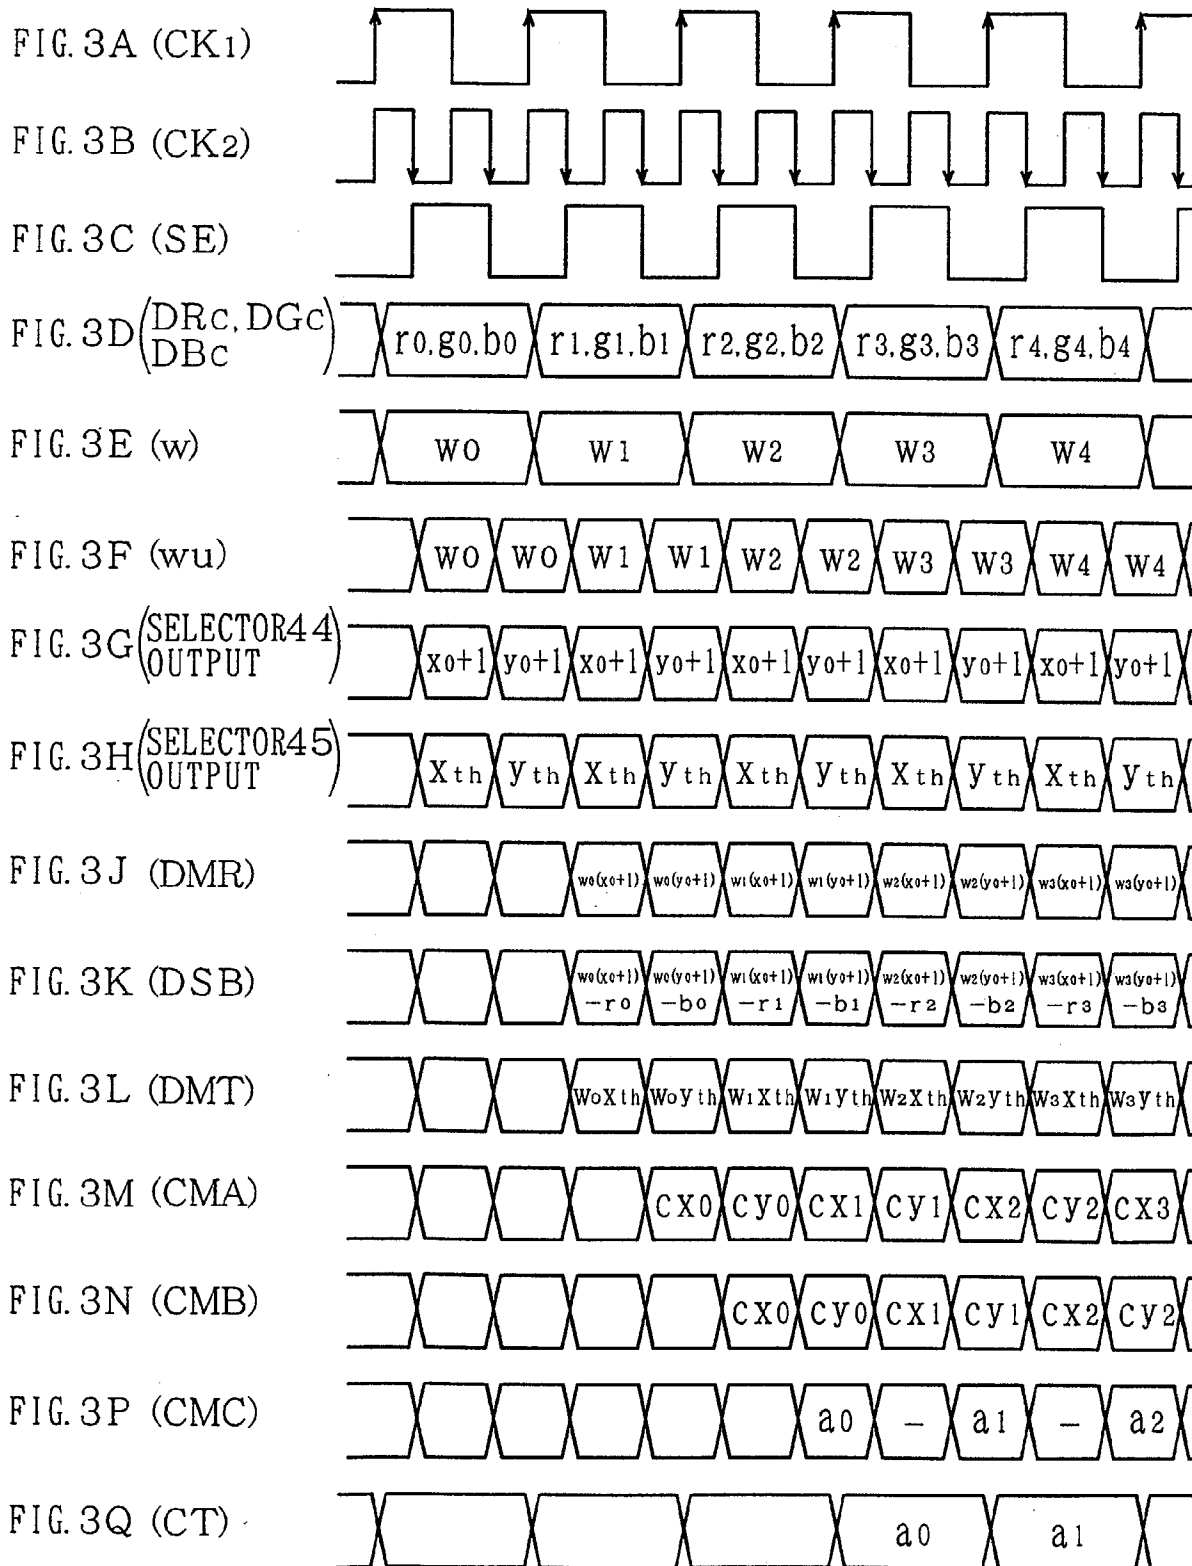 FIG. 3A (CK1)
FIG. 3B (CK2)
FIG. 3C (SE)
FIG. 3D (DRC, DGC DBC) r0,g0,b0 r1,g1,b1 r2,g2,b2 r3,g3,b3 r4,g4,b4
FIG. 3E (w) w0 w1 w2 w3 w4
FIG. 3F (wu) w0 w0 w1 w1 w2 w2 w3 w3 w4 w4
FIG. 3G (SELECTOR44 OUTPUT) x0+1 y0+1 x0+1 y0+1 x0+1 y0+1 x0+1 y0+1 x0+1 y0+1
FIG. 3H (SELECTOR45 OUTPUT) xth yth xth yth xth yth xth yth xth yth
FIG. 3J (DMR) w0(x0+1) w0(y0+1) w1(x0+1) w1(y0+1) w2(x0+1) w2(y0+1) w3(x0+1) w3(y0+1)
w0(x0+1) w0(y0+1) w1(x0+1) w1(y0+1) w2(x0+1) w2(y0+1) w3(x0+1) w3(y0+1)
FIG. 3K (DSB) -r0 -b0 -r1 -b1 -r2 -b2 -r3 -b3
FIG. 3L (DMT) w0xth w0yth w1xth w1yth w2xth w2yth w3xth w3yth
FIG. 3M (CMA) cx0 cy0 cx1 cy1 cx2 cy2 cx3
FIG. 3N (CMB) cx0 cy0 cx1 cy1 cx2 cy2
FIG. 3P (CMC) a0 - a1 - a2
FIG. 3Q (CT) a0 a1